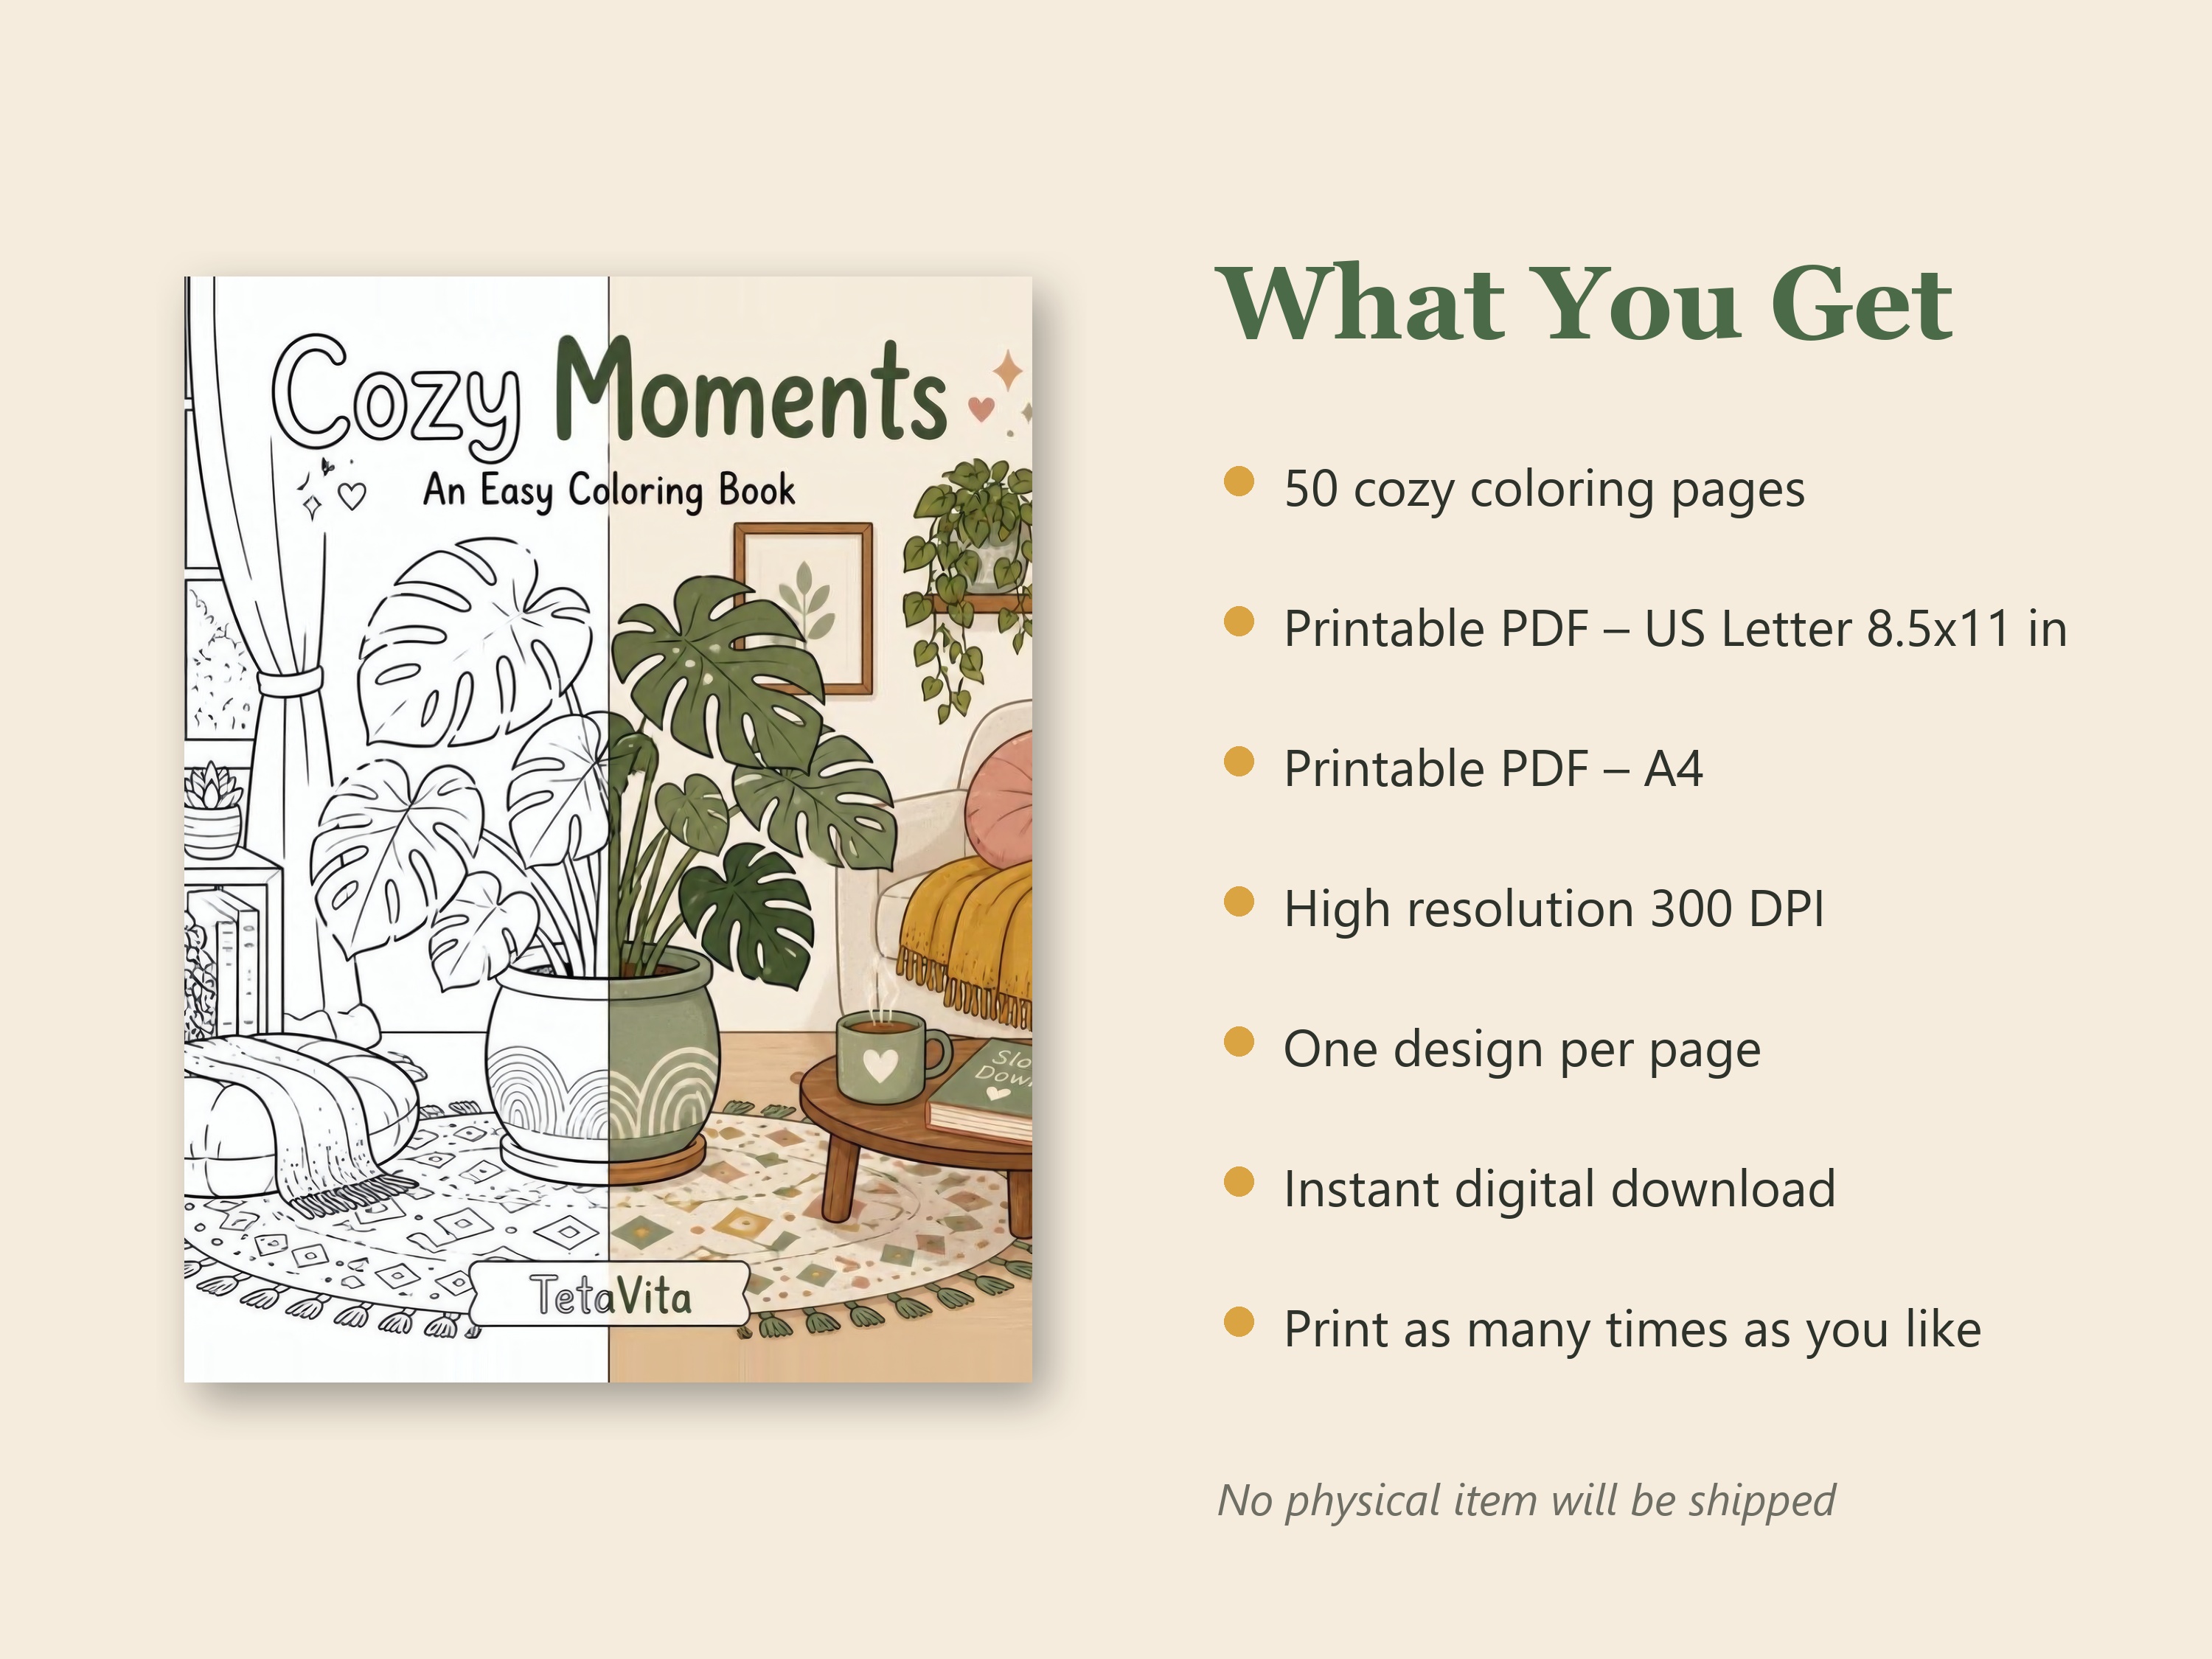 Cozy Moments
An Easy Coloring Book
Slow
Down
TetaVita
What You Get
50 cozy coloring pages
Printable PDF – US Letter 8.5x11 in
Printable PDF – A4
High resolution 300 DPI
One design per page
Instant digital download
Print as many times as you like
No physical item will be shipped